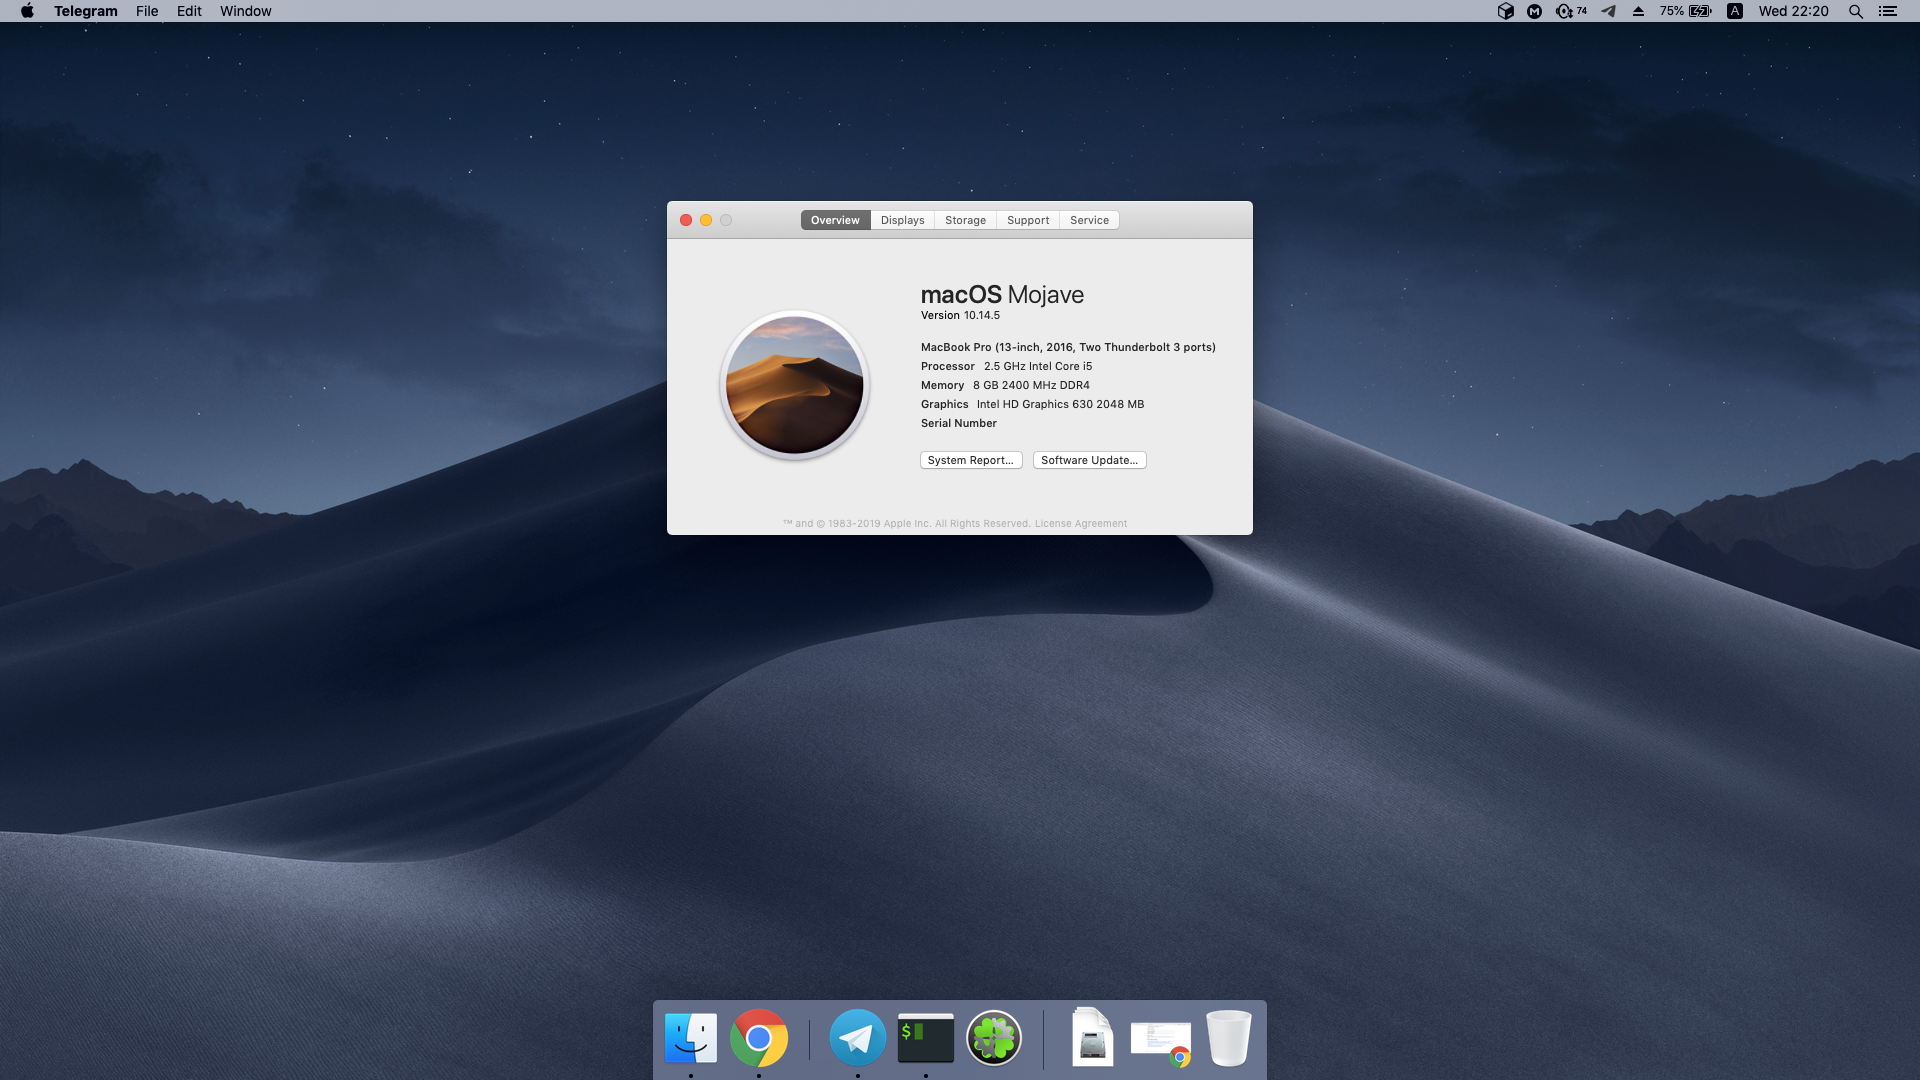 Telegram File Edit Window
74 75% A Wed 22:20
Overview Displays Storage Support Service
macOS Mojave
Version 10.14.5
MacBook Pro (13-inch, 2016, Two Thunderbolt 3 ports)
Processor 2.5 GHz Intel Core i5
Memory 8 GB 2400 MHz DDR4
Graphics Intel HD Graphics 630 2048 MB
Serial Number
System Report... Software Update...
™ and © 1983-2019 Apple Inc. All Rights Reserved. License Agreement
$